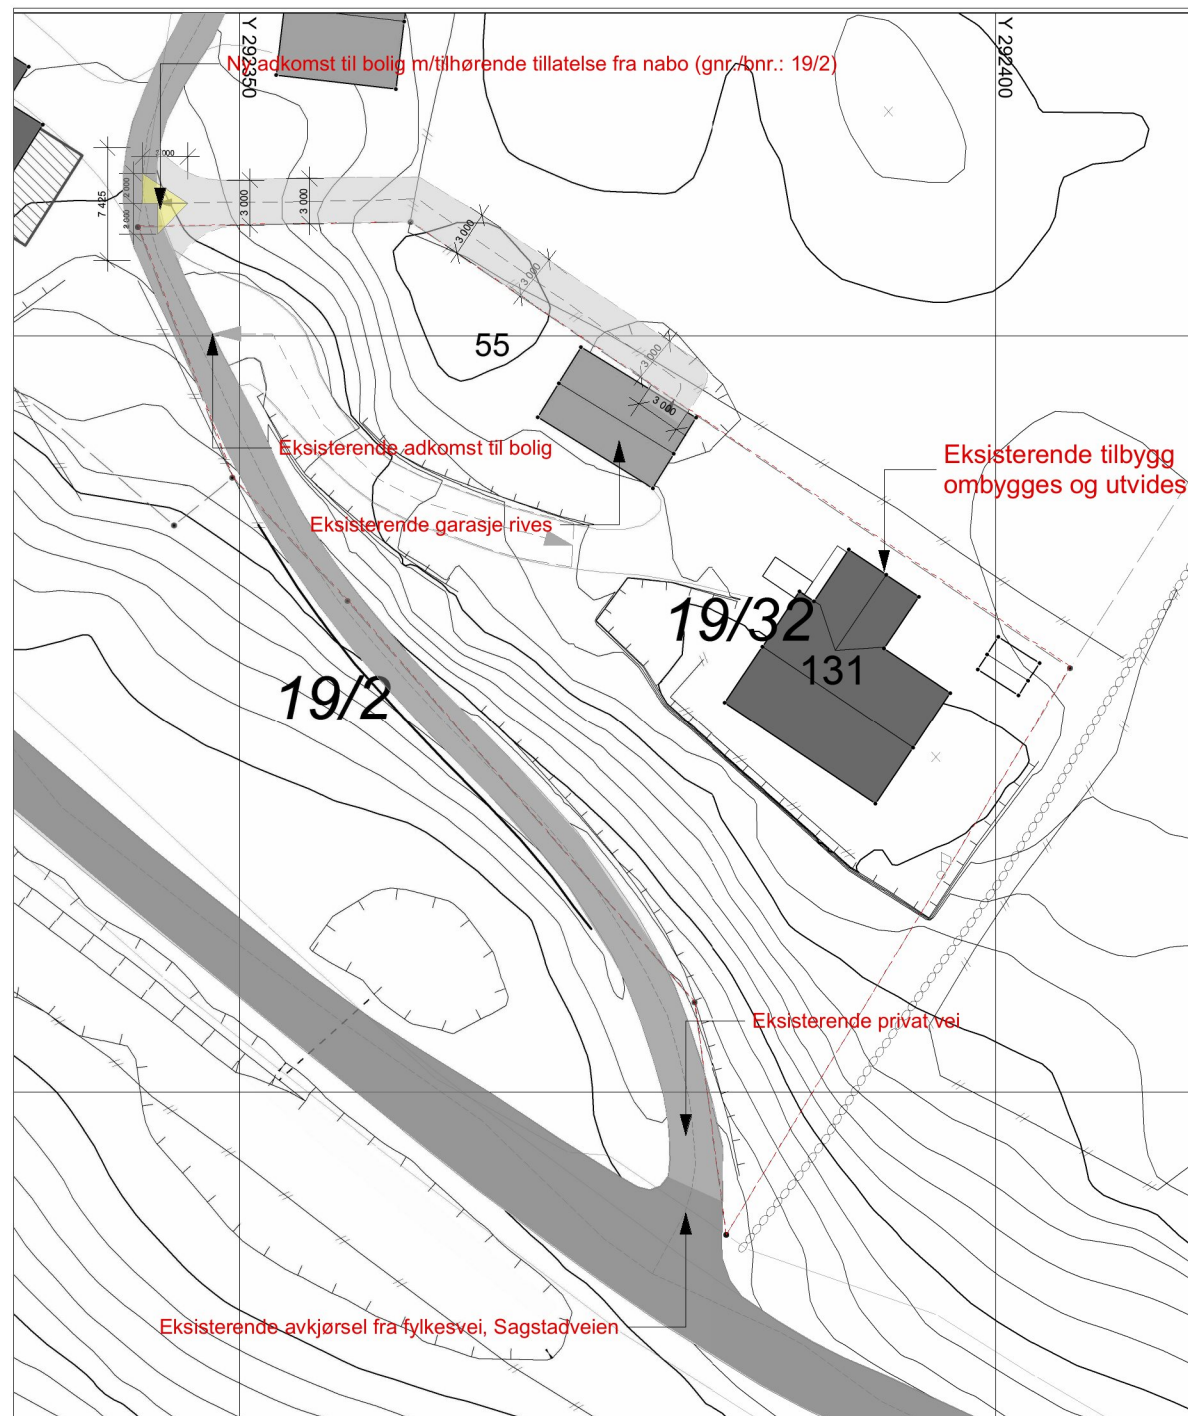 Y 292350
Y 292400
Ny adkomst til bolig m/tilhørende tillatelse fra nabo (gnr./bnr.: 19/2)
2 000
7 425
2 000
2 000
3 000
3 000
3 000
3 000
3 000
3 000
55
Eksisterende adkomst til bolig
Eksisterende garasje rives
Eksisterende tilbygg
ombygges og utvides
19/32
131
19/2
Eksisterende privat vei
Eksisterende avkjørsel fra fylkesvei, Sagstadveien